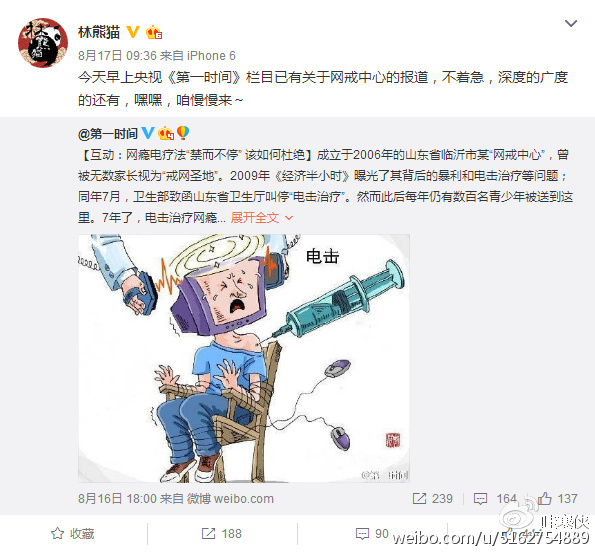 林熊猫
8月17日 09:36 来自 iPhone 6
今天早上央视《第一时间》栏目已有关于网戒中心的报道，不着急，深度的广度
的还有，嘿嘿，咱慢慢来～
@第一时间
【互动：网瘾电疗法“禁而不停” 该如何杜绝】成立于2006年的山东省临沂市某“网戒中心”，曾
被无数家长视为“戒网圣地”。2009年《经济半小时》曝光了其背后的暴利和电击治疗等问题；
同年7月，卫生部致函山东省卫生厅叫停“电击治疗”。然而此后每年仍有数百名青少年被送到这
里。7年了，电击治疗网瘾... 展开全文
电击
@第一时间
8月16日 18:00 来自 微博 weibo.com
239
164
137
收藏
188
90
weibo.com/u/5162754889